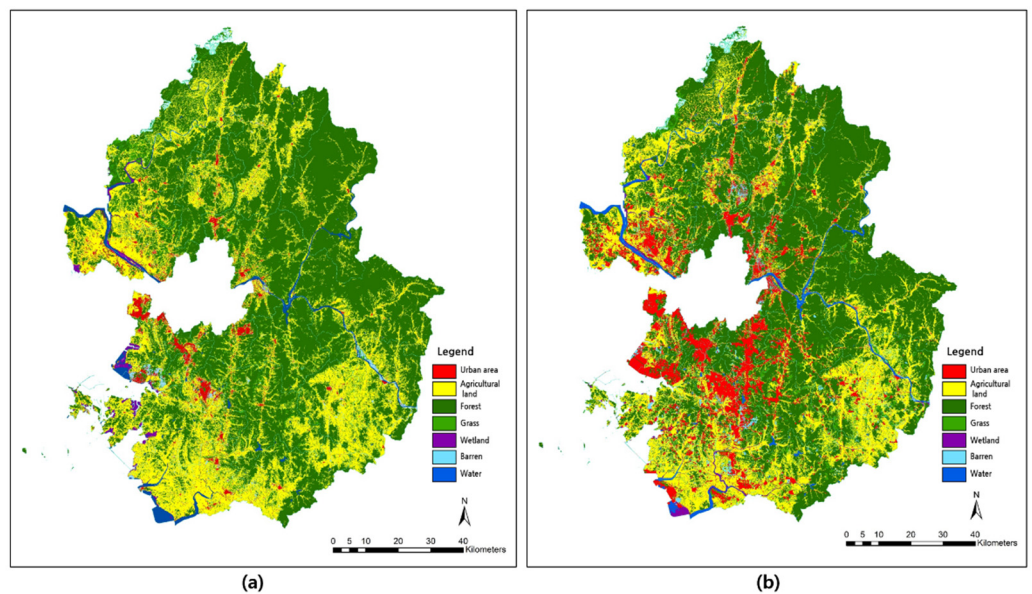 Legend
Urban area
Agricultural
land
Forest
Grass
Wetland
Barren
Water
N
0 5 10 20 30 40
Kilometers
(a)
Legend
Urban area
Agricultural
land
Forest
Grass
Wetland
Barren
Water
N
0 5 10 20 30 40
Kilometers
(b)